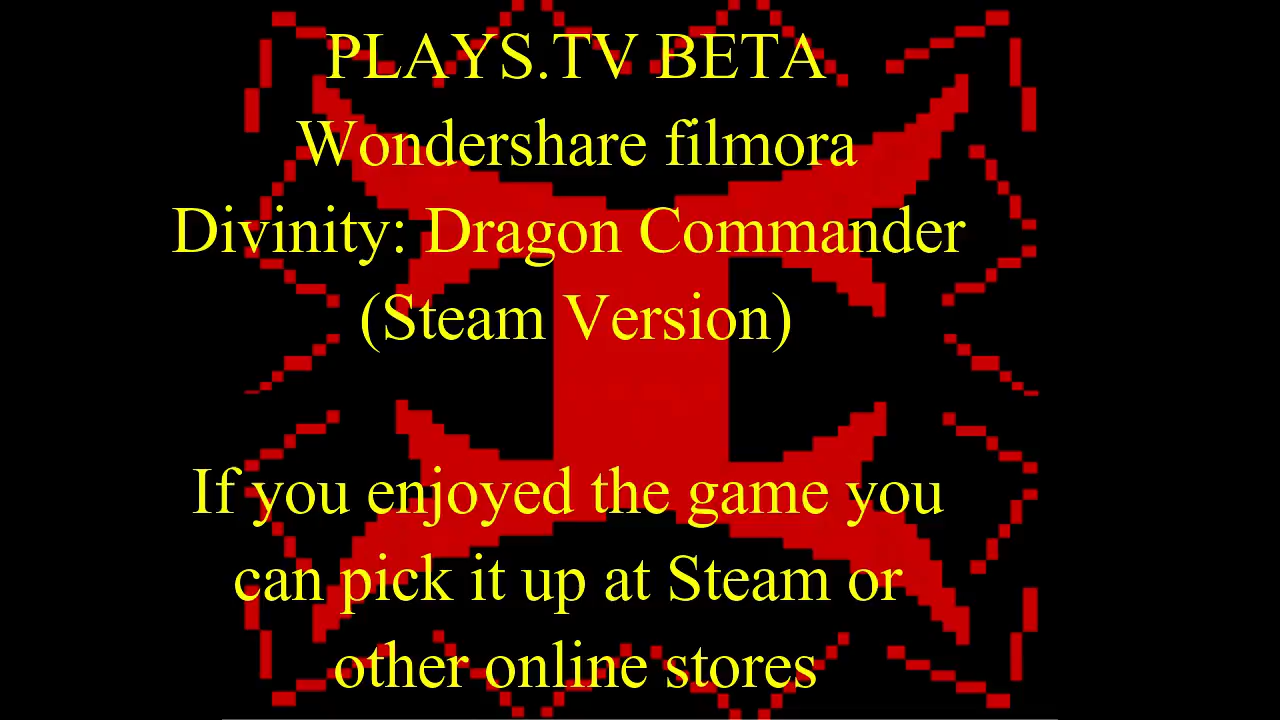 PLAYS.TV BETA
Wondershare filmora
Divinity: Dragon Commander
(Steam Version)
If you enjoyed the game you
can pick it up at Steam or
other online stores